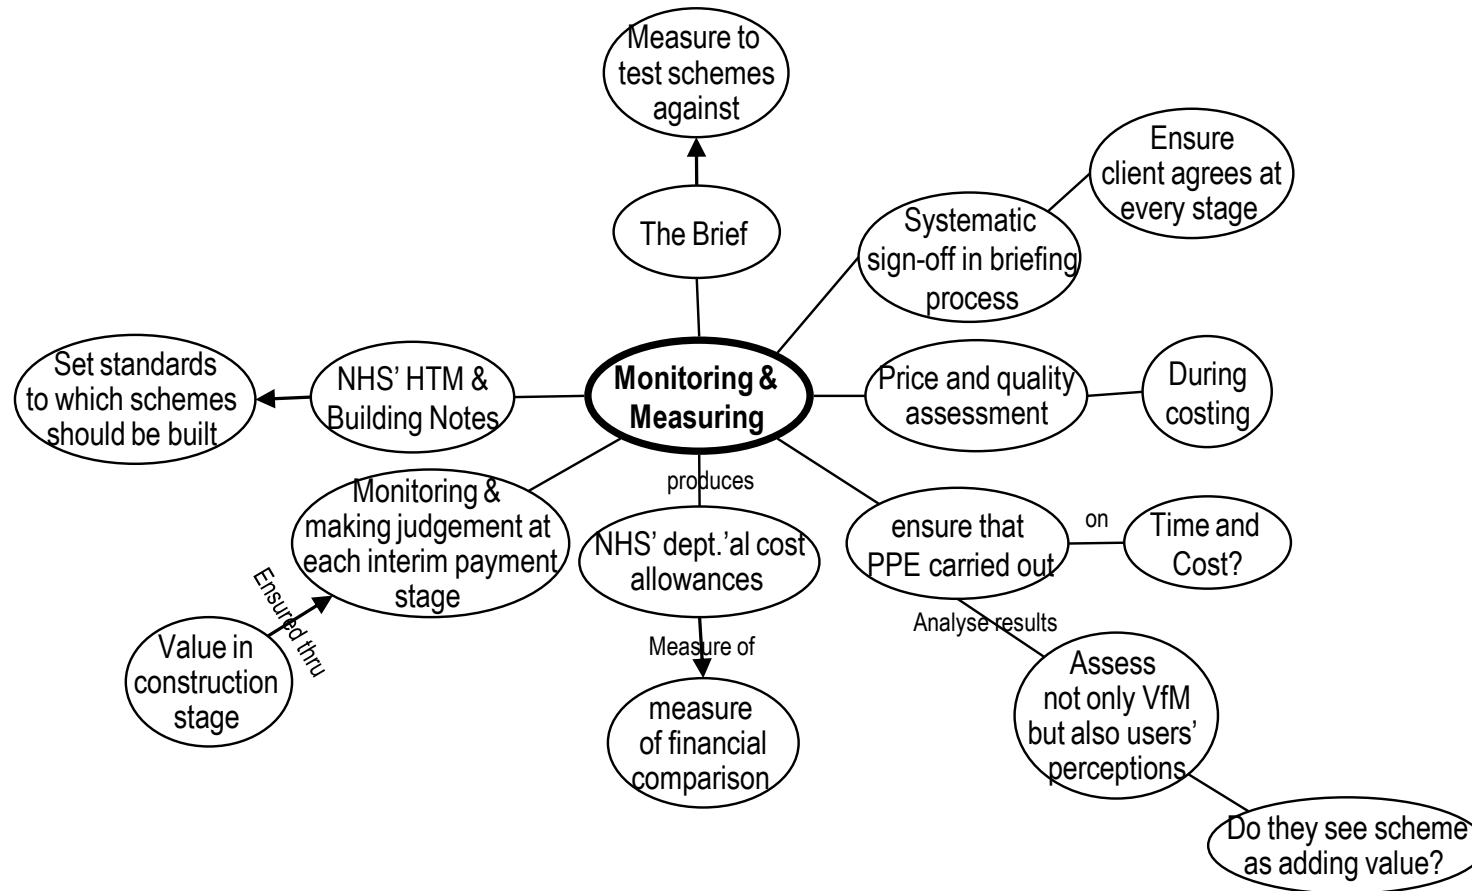 Measure to
test schemes
against
Ensure
client agrees at
every stage
The Brief
Systematic
sign-off in briefing
process
Set standards
to which schemes
should be built
NHS' HTM &
Building Notes
Monitoring &
Measuring
Price and quality
assessment
During
costing
Monitoring &
making judgement at
each interim payment
stage
produces
NHS' dept.'al cost
allowances
ensure that
PPE carried out
on
Time and
Cost?
Ensured thru
Value in
construction
stage
Measure of
measure
of financial
comparison
Analyse results
Assess
not only VfM
but also users'
perceptions
Do they see scheme
as adding value?